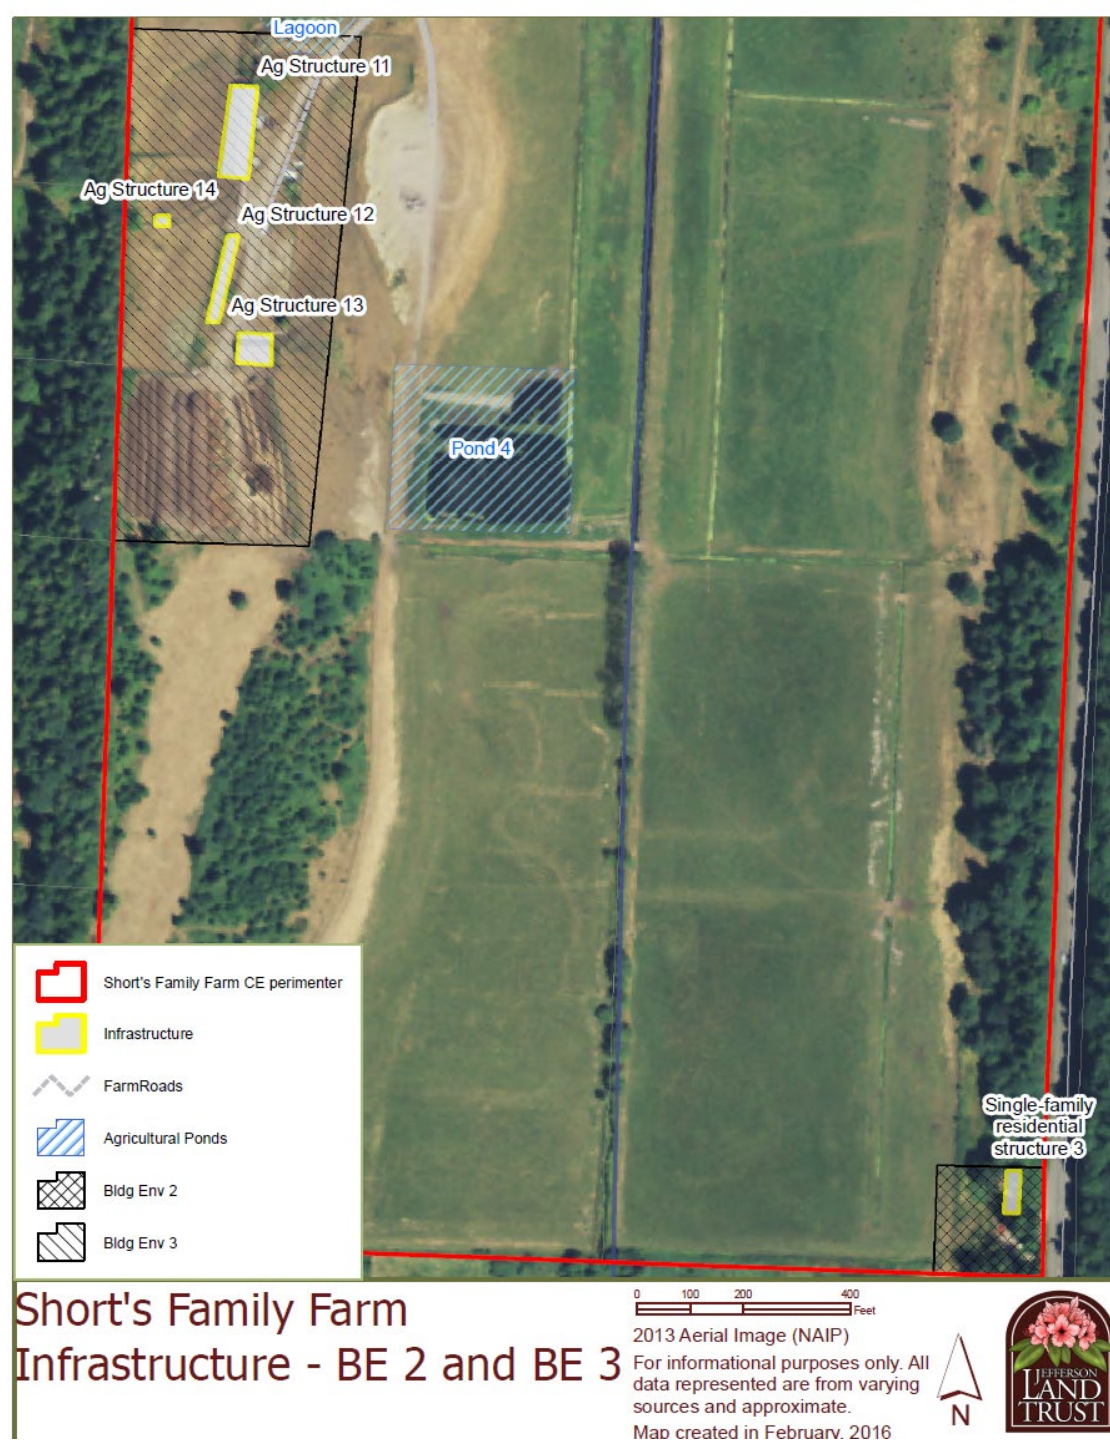 Lagoon
Ag Structure 11
Ag Structure 14
Ag Structure 12
Ag Structure 13
Pond 4
Short's Family Farm CE perimenter
Infrastructure
FarmRoads
Agricultural Ponds
Bldg Env 2
Bldg Env 3
Single-family
residential
structure 3
Short's Family Farm
Infrastructure - BE 2 and BE 3
0 100 200 400
Feet
2013 Aerial Image (NAIP)
For informational purposes only. All
data represented are from varying
sources and approximate.
Map created in February, 2016
N
JEFFERSON
LAND
TRUST